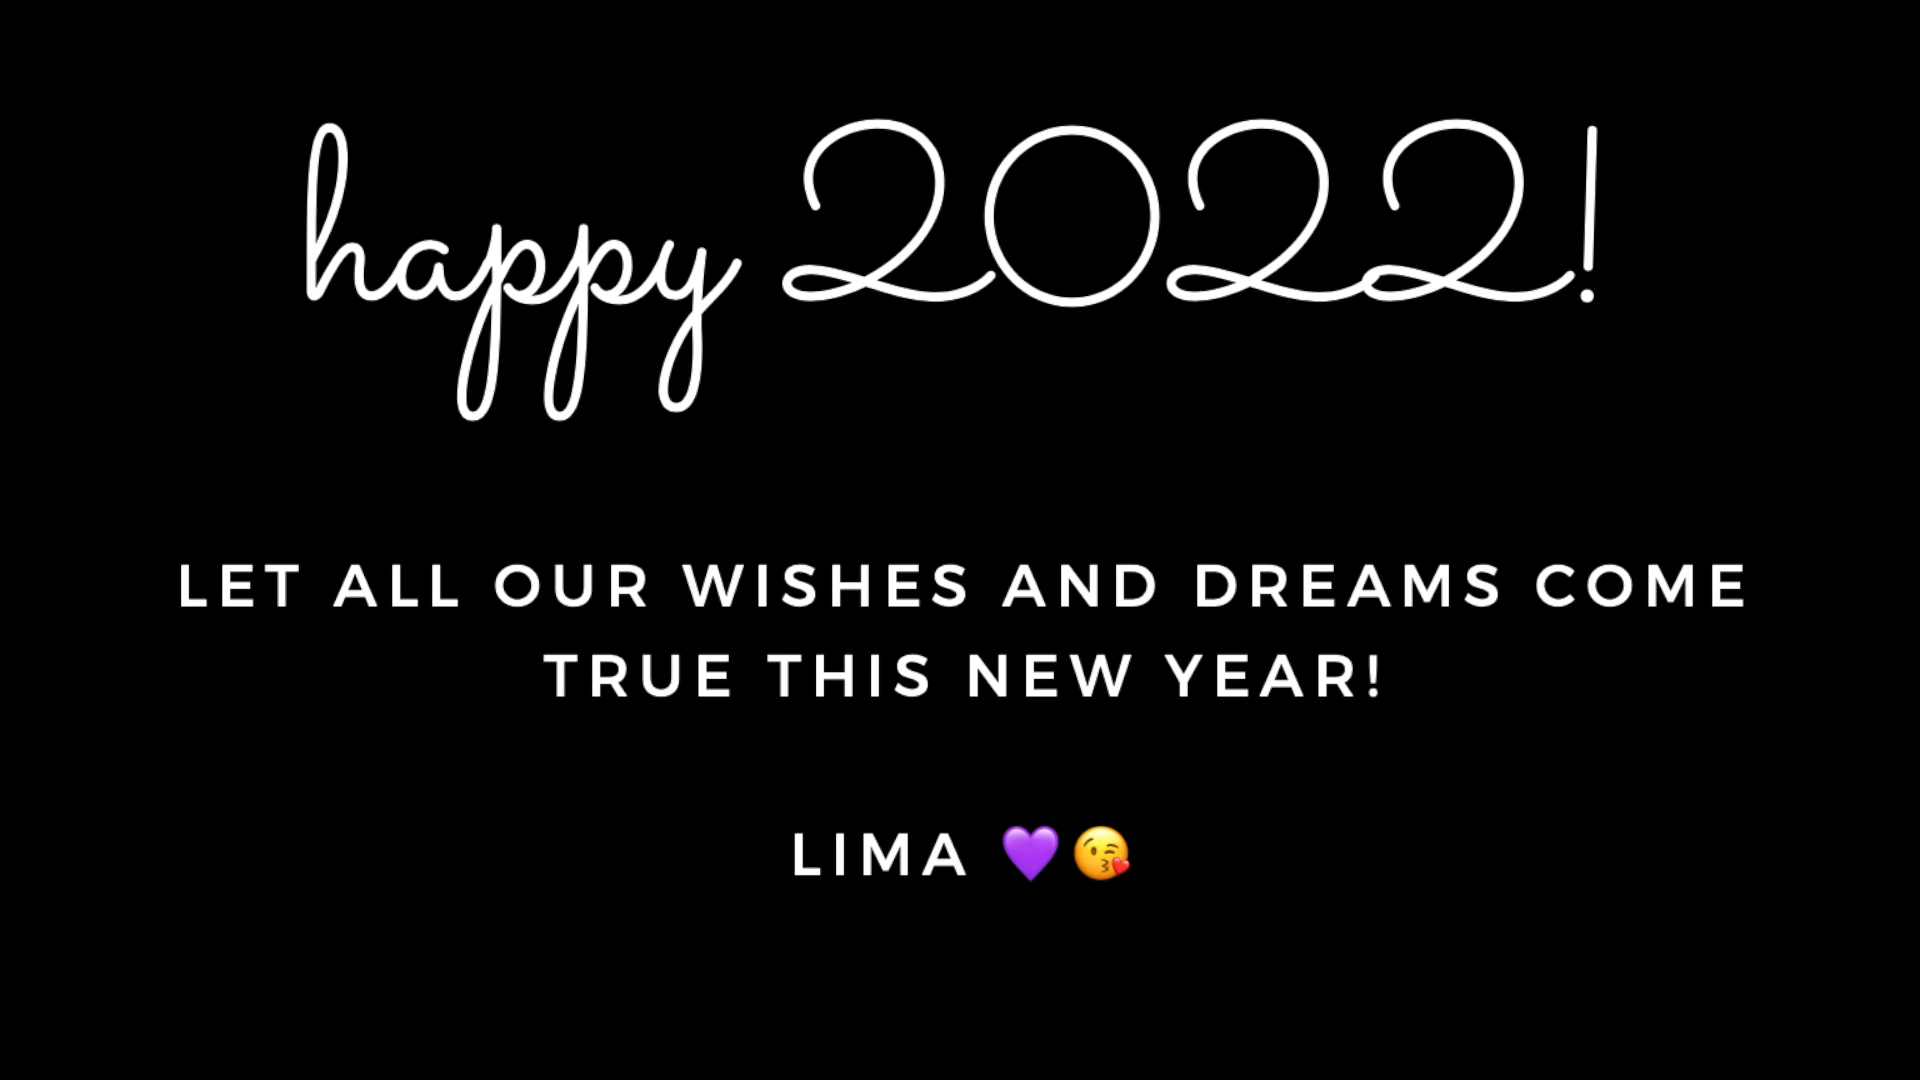 happy 2022!
LET ALL OUR WISHES AND DREAMS COME
TRUE THIS NEW YEAR!
LIMA 💜😘